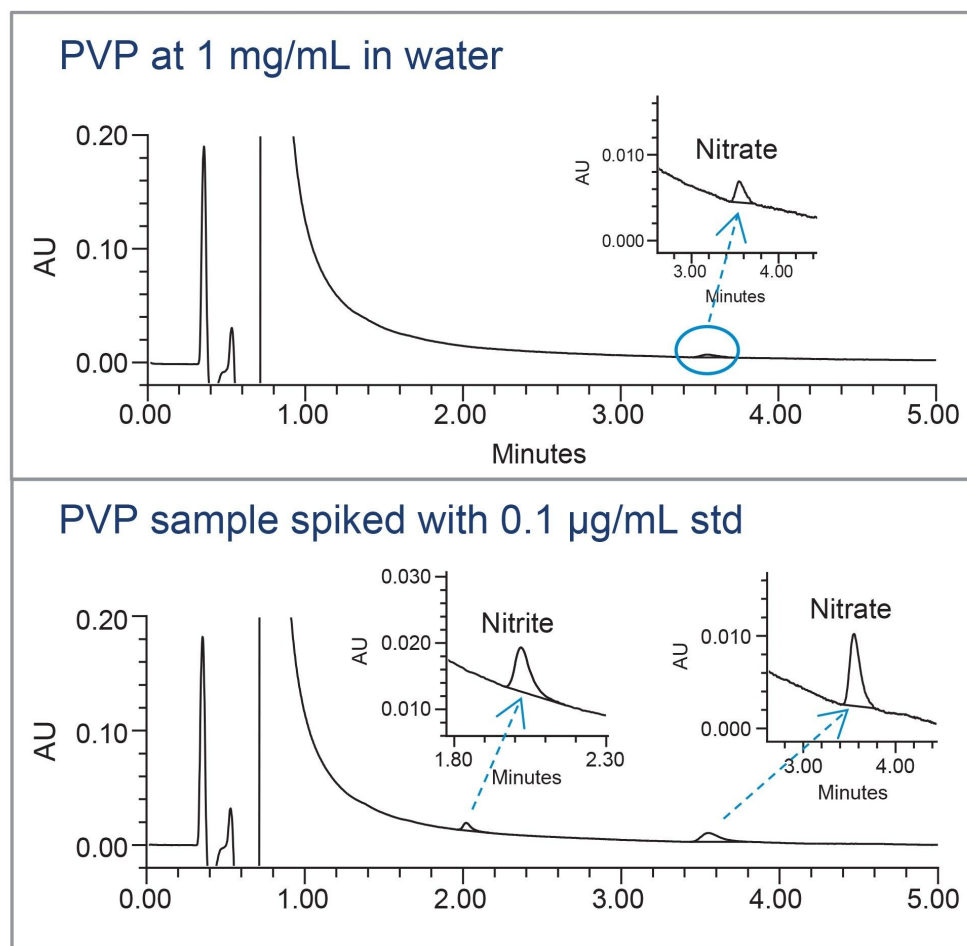 PVP at 1 mg/mL in water
0.20
0.10
0.00
AU
0.00 1.00 2.00 3.00 4.00 5.00
Minutes
Nitrate
0.010
0.000
AU
3.00 4.00
Minutes
PVP sample spiked with 0.1 µg/mL std
0.20
0.10
0.00
AU
0.00 1.00 2.00 3.00 4.00 5.00
Nitrite
0.030
0.020
0.010
AU
1.80 2.30
Minutes
Nitrate
0.010
0.000
AU
3.00 4.00
Minutes